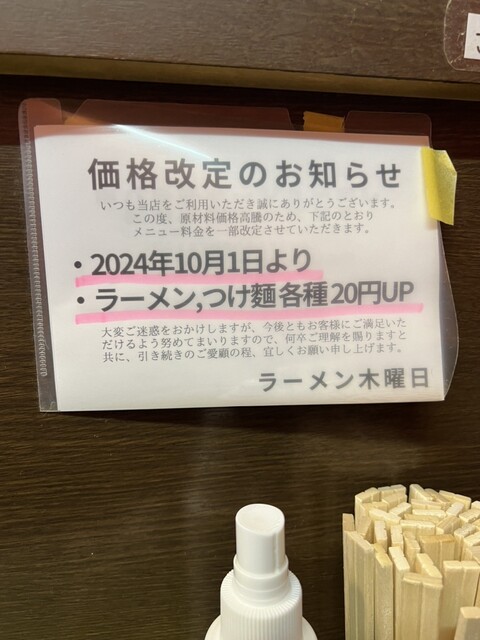 価格改定のお知らせ
いつも当店をご利用いただき誠にありがとうございます。
この度、原材料価格高騰のため、下記のとおり
メニュー料金を一部改定させていただきます。
・2024年10月1日より
・ラーメン,つけ麵 各種 20円UP
大変ご迷惑をおかけしますが、今後ともお客様にご満足いた
だけるよう努めてまいりますので、何卒ご理解を賜りますと
共に、引き続きのご愛顧の程、宜しくお願い申し上げます。
ラーメン木曜日